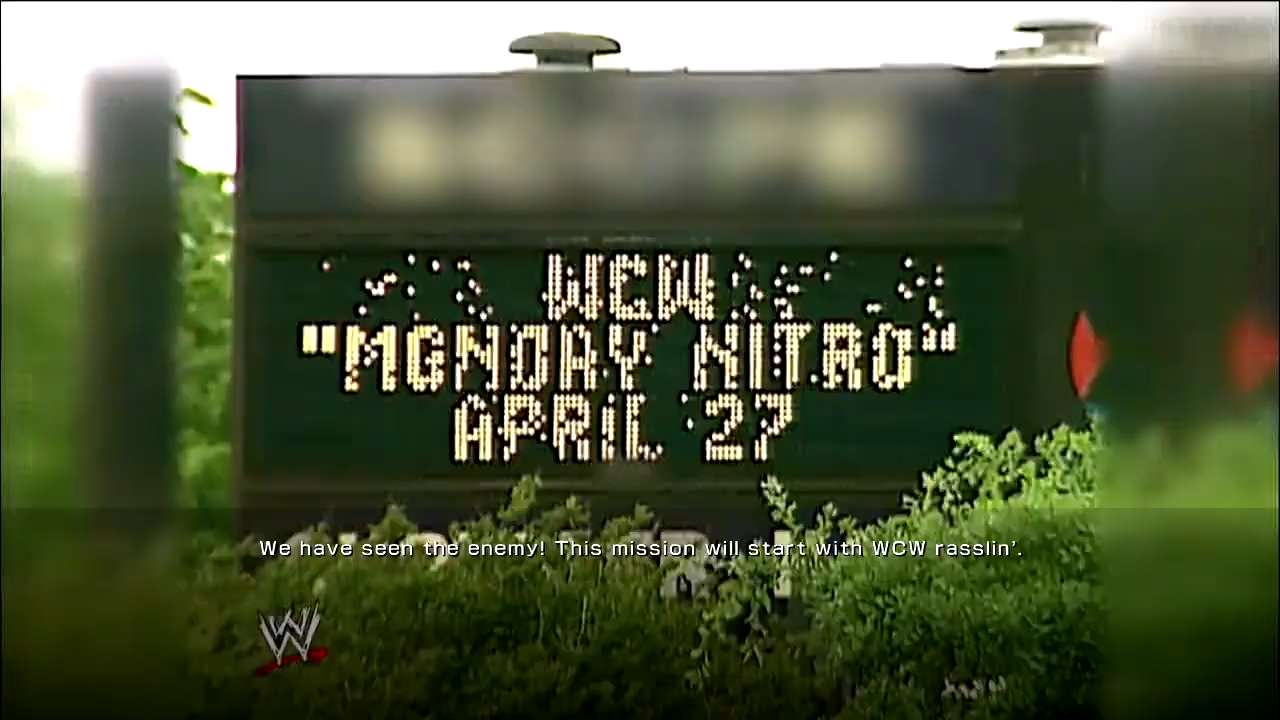 WCW
"MONDAY NITRO"
APRIL 27
We have seen the enemy! This mission will start with WCW rasslin'.
W